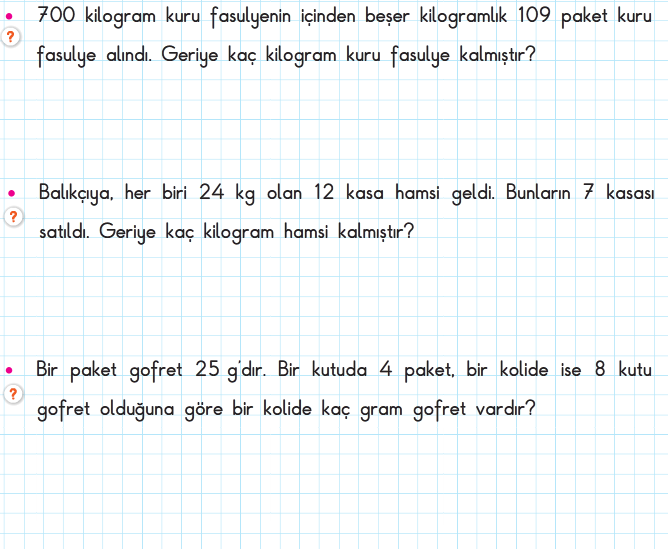 • 700 kilogram kuru fasulyenin içinden beşer kilogramlık 109 paket kuru
? fasulye alındı. Geriye kaç kilogram kuru fasulye kalmıştır?
• Balıkçıya, her biri 24 kg olan 12 kasa hamsi geldi. Bunların 7 kasası
? satıldı. Geriye kaç kilogram hamsi kalmıştır?
• Bir paket gofret 25 g'dır. Bir kutuda 4 paket, bir kolide ise 8 kutu
? gofret olduğuna göre bir kolide kaç gram gofret vardır?